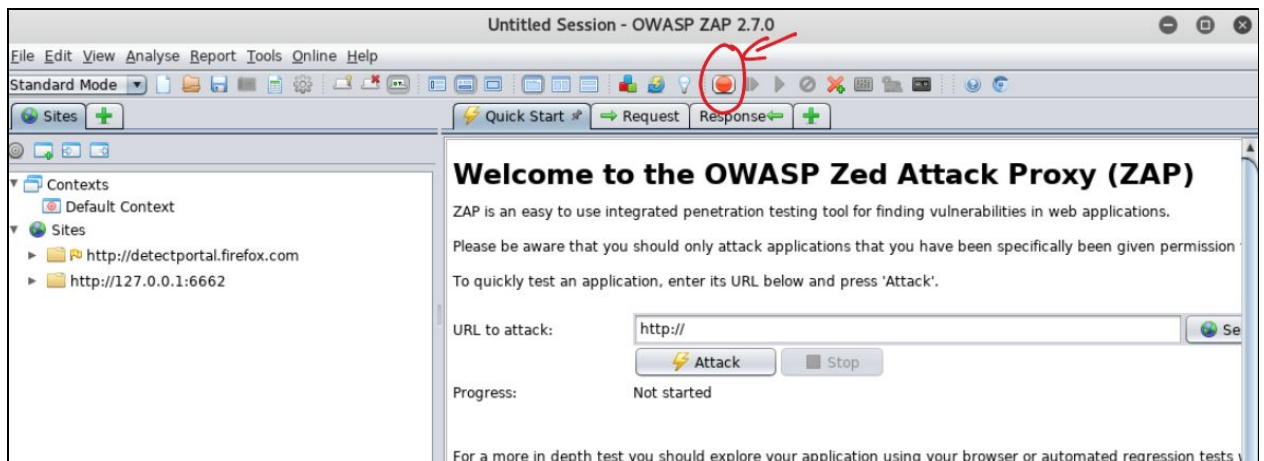 Untitled Session - OWASP ZAP 2.7.0
File Edit View Analyse Report Tools Online Help
Standard Mode
Sites
Quick Start Request Response
Contexts
Default Context
Sites
http://detectportal.firefox.com
http://127.0.0.1:6662
Welcome to the OWASP Zed Attack Proxy (ZAP)
ZAP is an easy to use integrated penetration testing tool for finding vulnerabilities in web applications.
Please be aware that you should only attack applications that you have been specifically been given permission
To quickly test an application, enter its URL below and press 'Attack'.
URL to attack: http:// Se
Attack Stop
Progress: Not started
For a more in depth test you should explore your application using your browser or automated regression tests